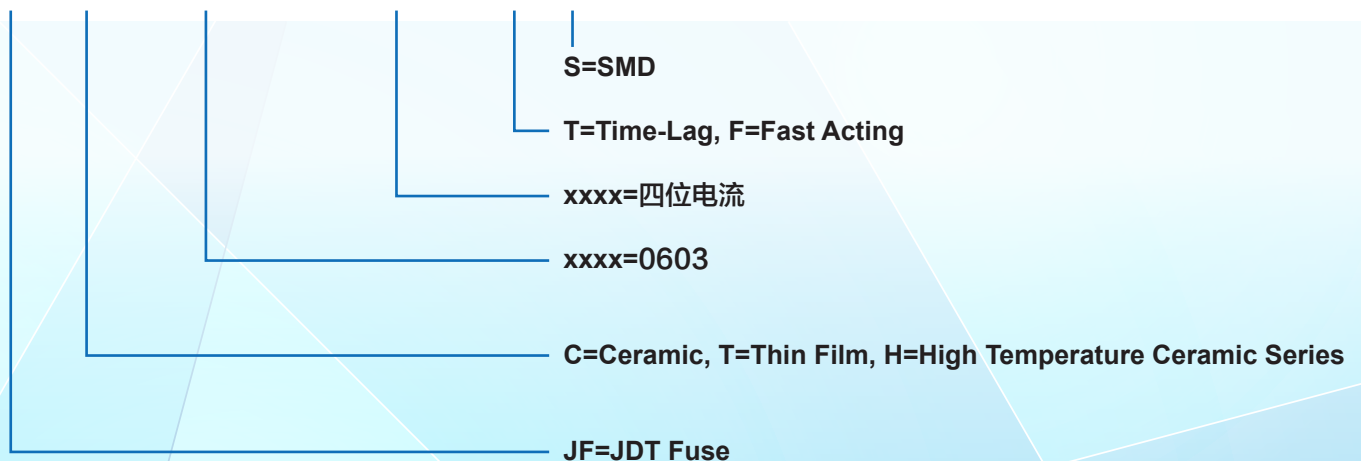 S=SMD
T=Time-Lag, F=Fast Acting
xxxx=四位电流
xxxx=0603
C=Ceramic, T=Thin Film, H=High Temperature Ceramic Series
JF=JDT Fuse